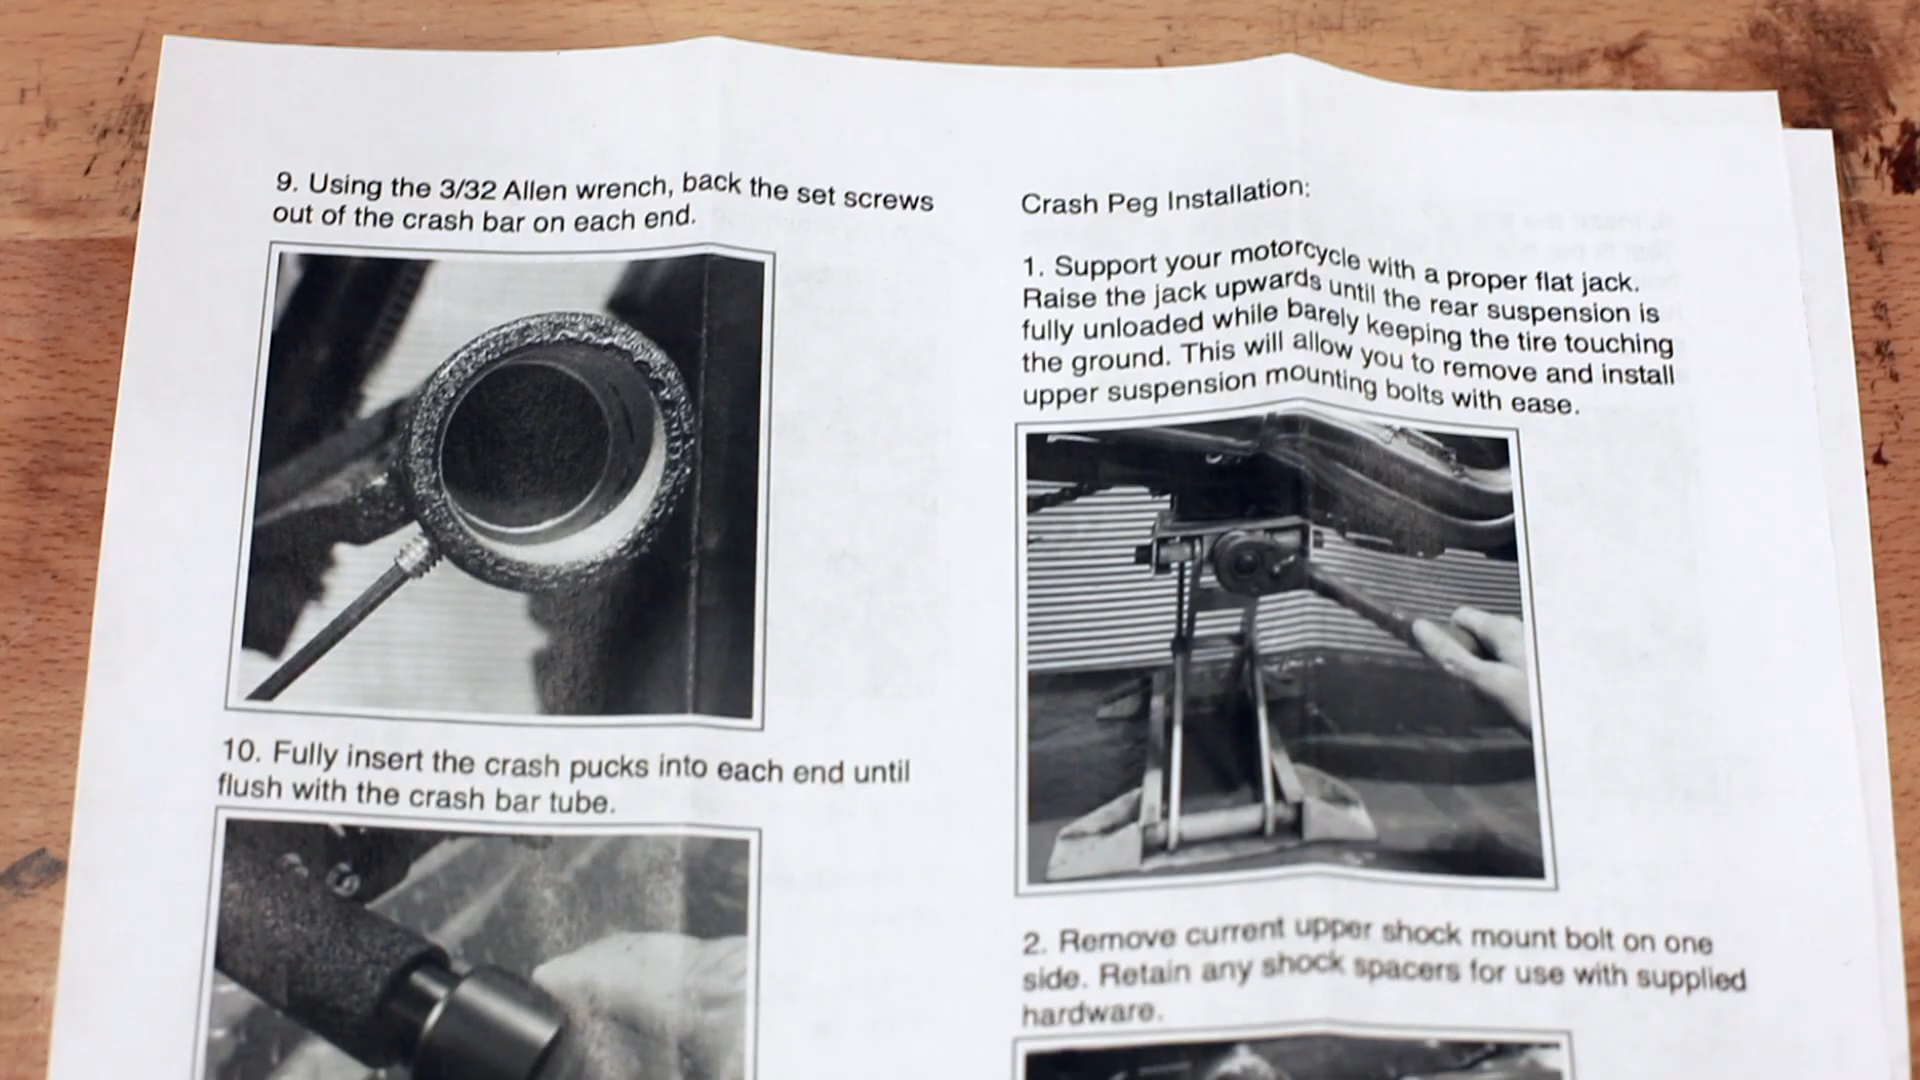 9. Using the 3/32 Allen wrench, back the set screws
out of the crash bar on each end.
10. Fully insert the crash pucks into each end until
flush with the crash bar tube.
Crash Peg Installation:
1. Support your motorcycle with a proper flat jack.
Raise the jack upwards until the rear suspension is
fully unloaded while barely keeping the tire touching
the ground. This will allow you to remove and install
upper suspension mounting bolts with ease.
2. Remove current upper shock mount bolt on one
side. Retain any shock spacers for use with supplied
hardware.